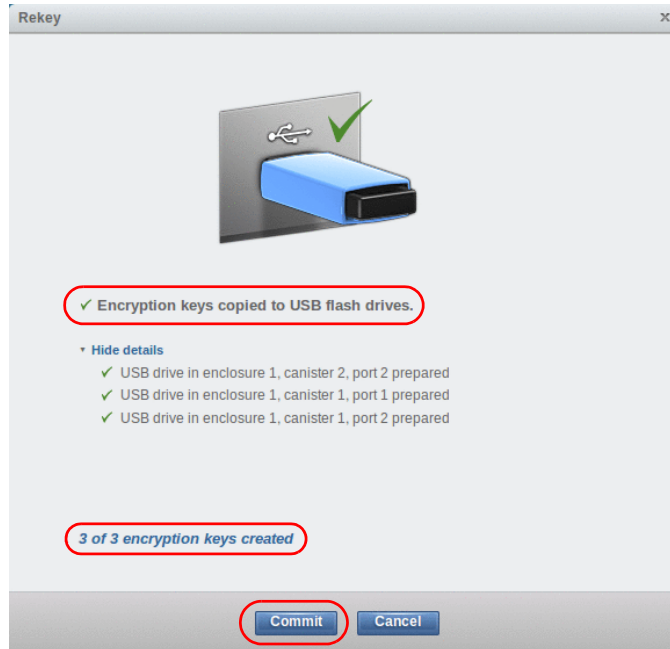 Rekey
x
Encryption keys copied to USB flash drives.
Hide details
USB drive in enclosure 1, canister 2, port 2 prepared
USB drive in enclosure 1, canister 1, port 1 prepared
USB drive in enclosure 1, canister 1, port 2 prepared
3 of 3 encryption keys created
Commit
Cancel